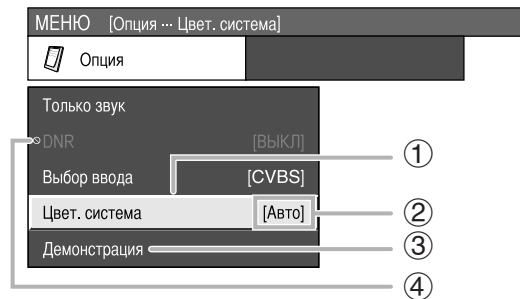 МЕНЮ [Опция ··· Цвет. система]
Опция
Только звук
DNR [ВЫКЛ]
Выбор ввода [CVBS]
Цвет. система [Авто]
Демонстрация
①
②
③
④